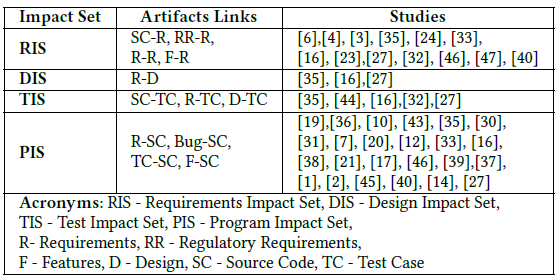 Impact Set Artifacts Links Studies
RIS SC-R, RR-R, R-R, F-R [6],[4], [3], [35], [24], [33],
[16], [23],[27], [32], [46], [47], [40]
DIS R-D [35], [16],[27]
TIS SC-TC, R-TC, D-TC [35], [44], [16],[32],[27]
PIS R-SC, Bug-SC, TC-SC, F-SC [19],[36], [10], [43], [35], [30],
[31], [7], [20], [12], [33], [16],
[38], [21], [17], [46], [39],[37],
[1], [2], [45], [40], [14], [27]
Acronyms: RIS - Requirements Impact Set, DIS - Design Impact Set,
TIS - Test Impact Set, PIS - Program Impact Set,
R- Requirements, RR - Regulatory Requirements,
F - Features, D - Design, SC - Source Code, TC - Test Case